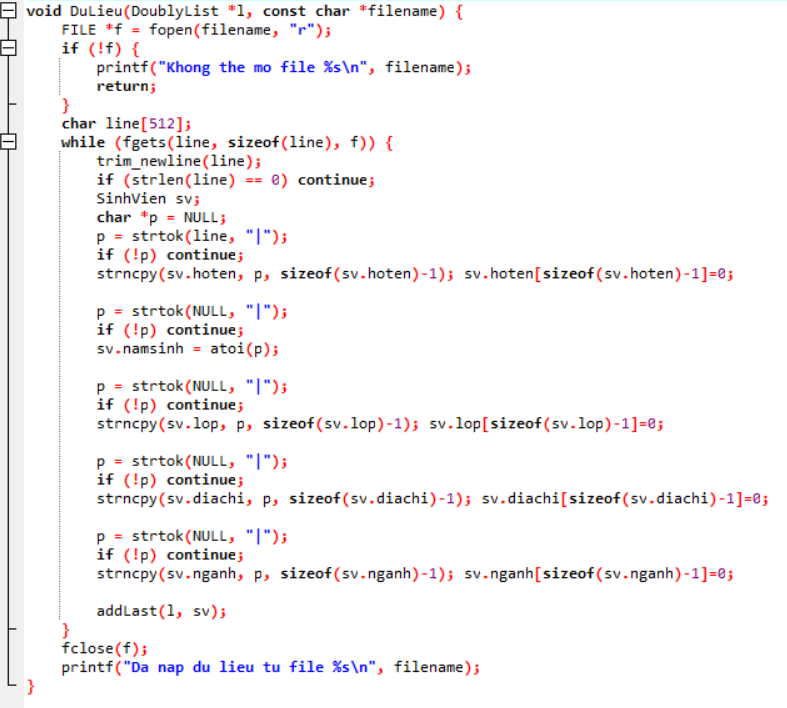 void DuLieu(DoublyList *l, const char *filename) {
    FILE *f = fopen(filename, "r");
    if (!f) {
        printf("Khong the mo file %s\n", filename);
        return;
    }
    char line[512];
    while (fgets(line, sizeof(line), f)) {
        trim_newline(line);
        if (strlen(line) == 0) continue;
        SinhVien sv;
        char *p = NULL;
        p = strtok(line, "|");
        if (!p) continue;
        strncpy(sv.hoten, p, sizeof(sv.hoten)-1); sv.hoten[sizeof(sv.hoten)-1]=0;

        p = strtok(NULL, "|");
        if (!p) continue;
        sv.namsinh = atoi(p);

        p = strtok(NULL, "|");
        if (!p) continue;
        strncpy(sv.lop, p, sizeof(sv.lop)-1); sv.lop[sizeof(sv.lop)-1]=0;

        p = strtok(NULL, "|");
        if (!p) continue;
        strncpy(sv.diachi, p, sizeof(sv.diachi)-1); sv.diachi[sizeof(sv.diachi)-1]=0;

        p = strtok(NULL, "|");
        if (!p) continue;
        strncpy(sv.nganh, p, sizeof(sv.nganh)-1); sv.nganh[sizeof(sv.nganh)-1]=0;

        addLast(l, sv);
    }
    fclose(f);
    printf("Da nap du lieu tu file %s\n", filename);
}